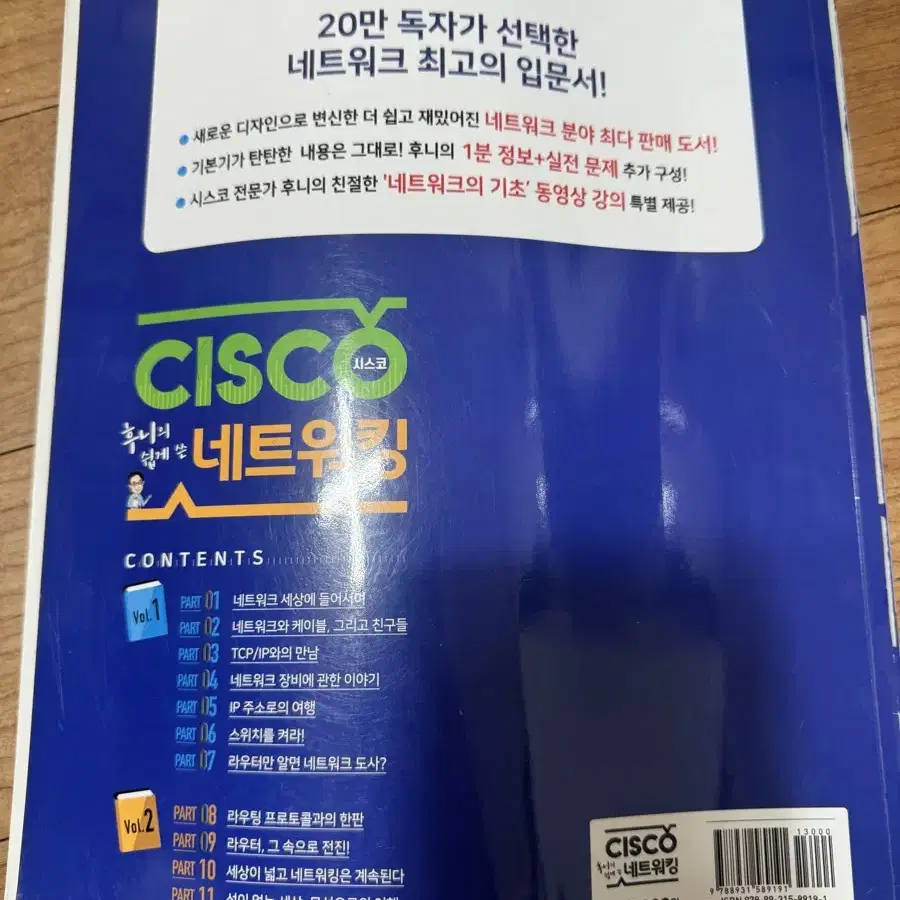 20만 독자가 선택한
네트워크 최고의 입문서!
새로운 디자인으로 변신한 더 쉽고 재밌어진 네트워크 분야 최다 판매 도서!
기본기가 탄탄한 내용은 그대로! 후니의 1분 정보+실전 문제 추가 구성!
시스코 전문가 후니의 친절한 '네트워크의 기초' 동영상 강의 특별 제공!
CISCO
시스코
후니의
쉽게 쓴
네트워킹
CONTENTS
Vol.1
PART 01 네트워크 세상에 들어서며
PART 02 네트워크와 케이블, 그리고 친구들
PART 03 TCP/IP와의 만남
PART 04 네트워크 장비에 관한 이야기
PART 05 IP 주소로의 여행
PART 06 스위치를 켜라!
PART 07 라우터만 알면 네트워크 도사?
Vol.2
PART 08 라우팅 프로토콜과의 한판
PART 09 라우터, 그 속으로 전진!
PART 10 세상이 넓고 네트워킹은 계속된다
PART 11
CISCO
후니의
쉽게 쓴
네트워킹
13000
9 788931 589191